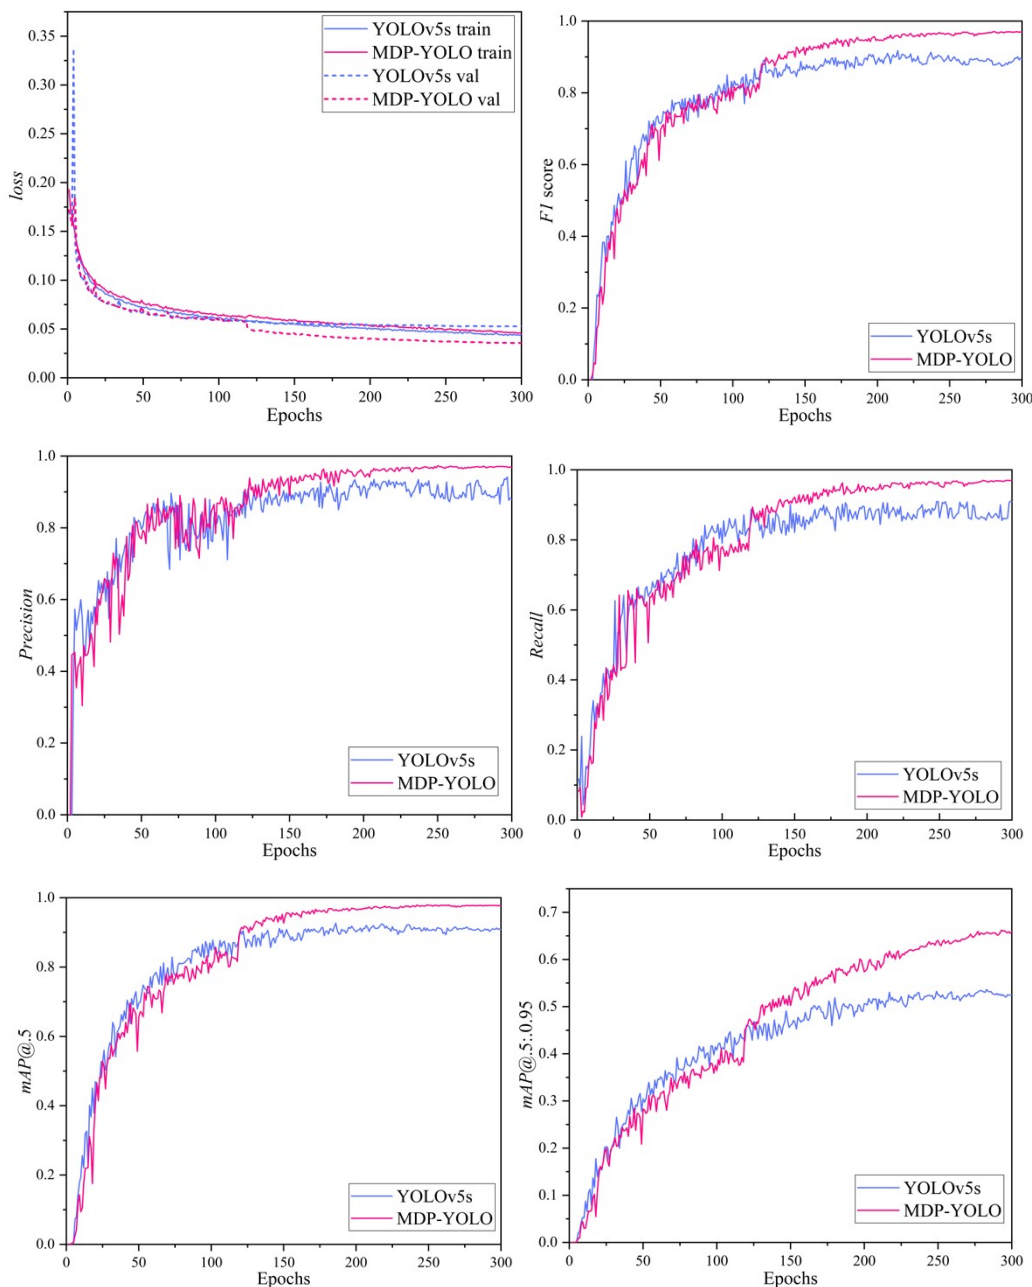 YOLOv5s train
MDP-YOLO train
YOLOv5s val
MDP-YOLO val
loss
0.35
0.30
0.25
0.20
0.15
0.10
0.05
0.00
0 50 100 150 200 250 300
Epochs
F1 score
1.0
0.8
0.6
0.4
0.2
0.0
YOLOv5s
MDP-YOLO
0 50 100 150 200 250 300
Epochs
Precision
1.0
0.8
0.6
0.4
0.2
0.0
YOLOv5s
MDP-YOLO
0 50 100 150 200 250 300
Epochs
Recall
1.0
0.8
0.6
0.4
0.2
0.0
YOLOv5s
MDP-YOLO
0 50 100 150 200 250 300
Epochs
mAP@.5
1.0
0.8
0.6
0.4
0.2
0.0
YOLOv5s
MDP-YOLO
0 50 100 150 200 250 300
Epochs
mAP@.5:.0.95
0.7
0.6
0.5
0.4
0.3
0.2
0.1
0.0
YOLOv5s
MDP-YOLO
0 50 100 150 200 250 300
Epochs